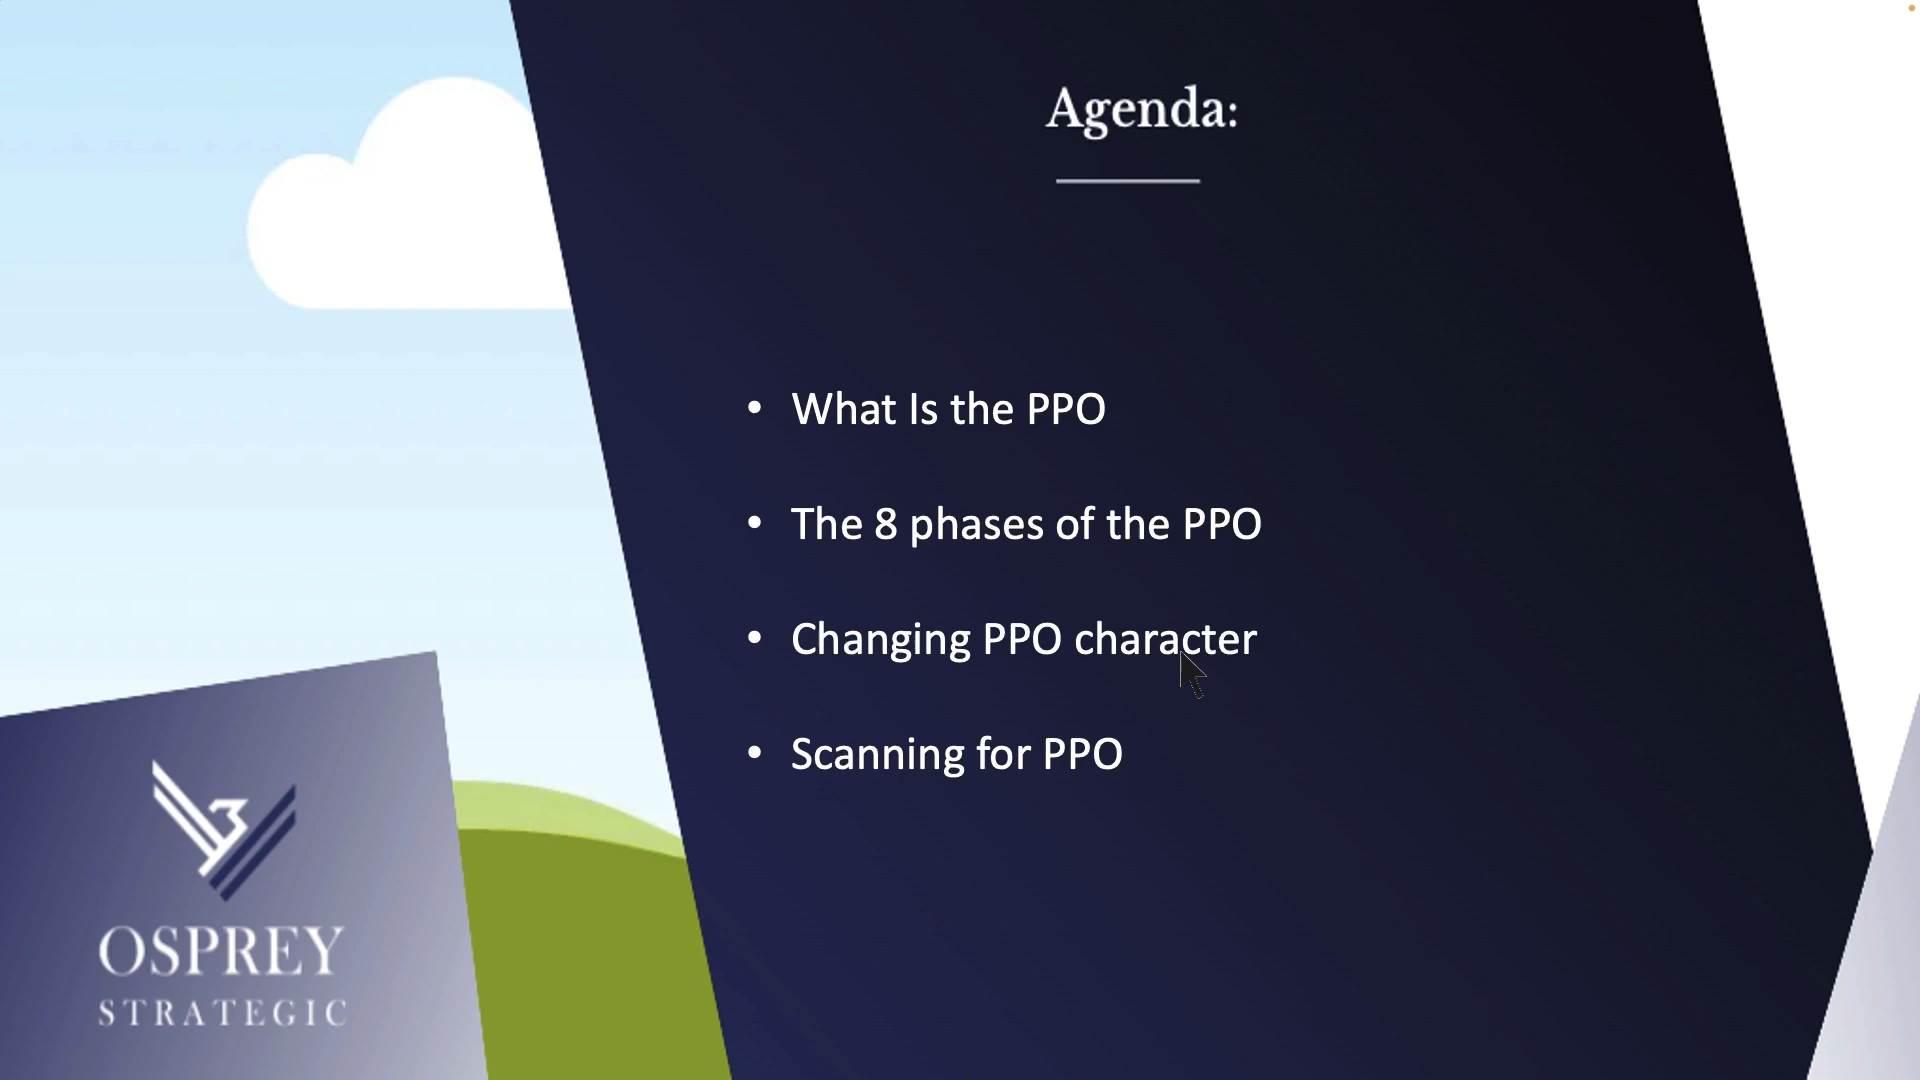 Agenda:
• What Is the PPO
• The 8 phases of the PPO
• Changing PPO character
• Scanning for PPO
OSPREY
STRATEGIC